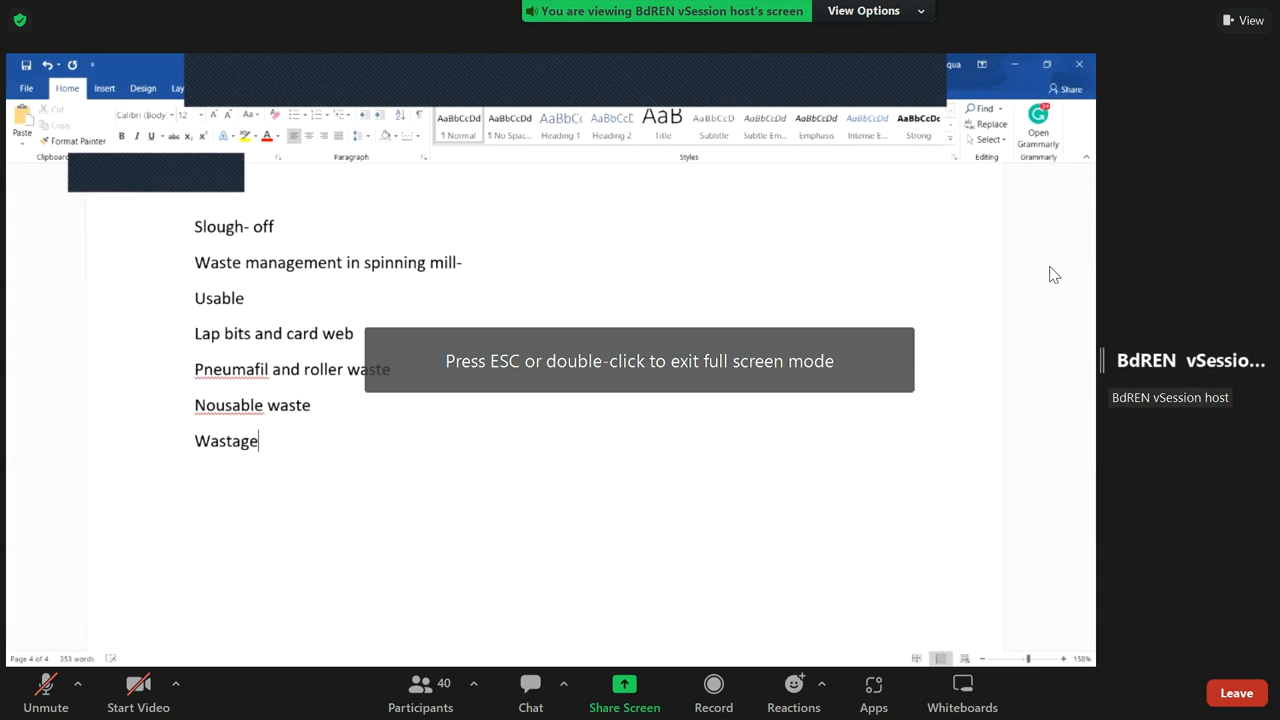 You are viewing BdREN vSession host's screen
View Options
View
qua
File Home Insert Design Lay
Share
Paste
Cut
Copy
Format Painter
Clipboard
Calibri (Body) 12
Paragraph
AaBbCcDd AaBbCcDd AaBbCc AaBbCcD AaB AaBbCcD AaBbCcDd AaBbCcDd AaBbCcDd AaBbCcDc
¶ Normal ¶ No Spac... Heading 1 Heading 2 Title Subtitle Subtle Em... Emphasis Intense E... Strong
Styles
Find
Replace
Select
Editing
Open
Grammarly
Grammarly
Slough- off
Waste management in spinning mill-
Usable
Lap bits and card web
Press ESC or double-click to exit full screen mode
Pneumafil and roller waste
Nousable waste
Wastage
BdREN vSessio...
BdREN vSession host
Page 4 of 4 353 words
158%
Unmute
Start Video
40
Participants
Chat
Share Screen
Record
Reactions
Apps
Whiteboards
Leave